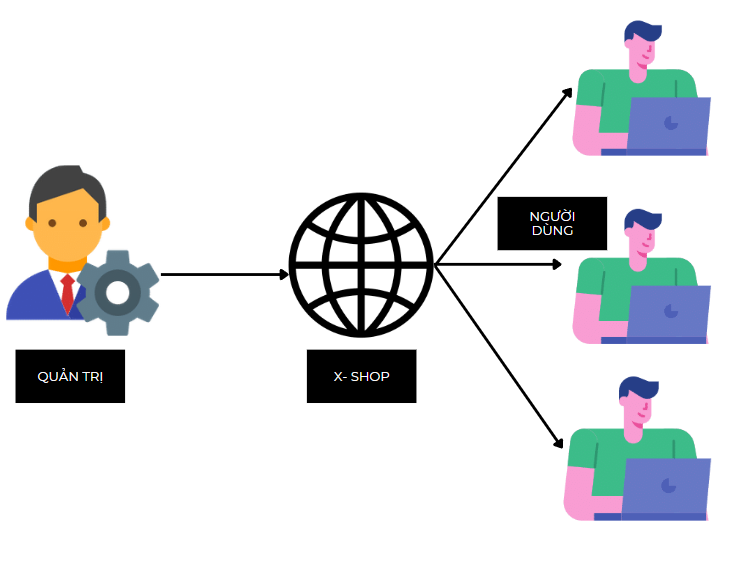 NGƯỜI
DÙNG
QUẢN TRỊ
X- SHOP